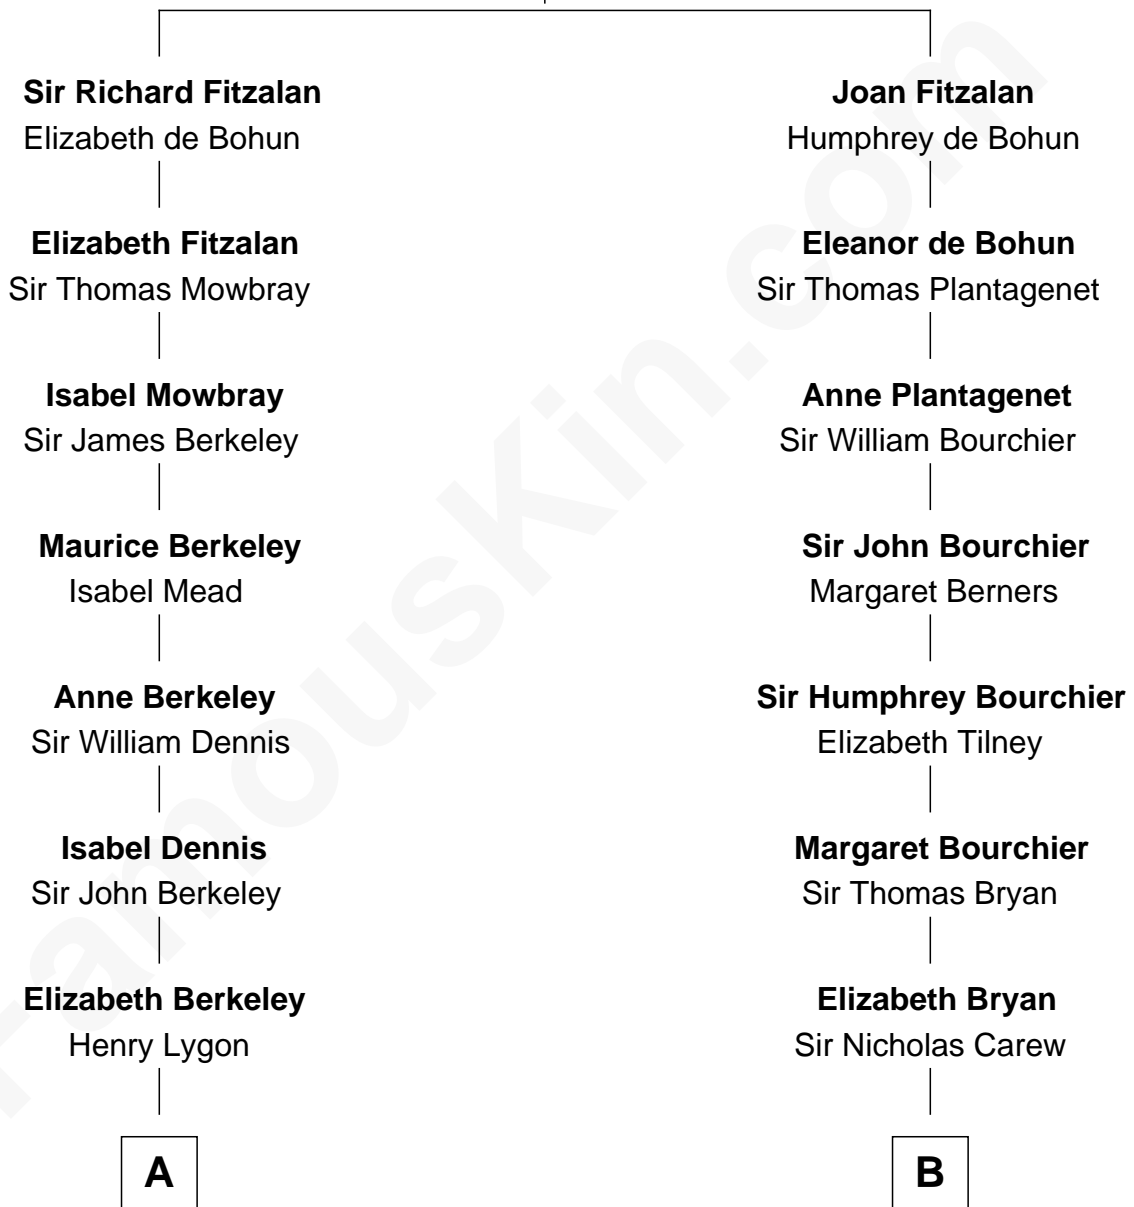 Sir Richard Fitzalan
Elizabeth de Bohun
Elizabeth Fitzalan
Sir Thomas Mowbray
Isabel Mowbray
Sir James Berkeley
Maurice Berkeley
Isabel Mead
Anne Berkeley
Sir William Dennis
Isabel Dennis
Sir John Berkeley
Elizabeth Berkeley
Henry Lygon
A
Joan Fitzalan
Humphrey de Bohun
Eleanor de Bohun
Sir Thomas Plantagenet
Anne Plantagenet
Sir William Bourchier
Sir John Bourchier
Margaret Berners
Sir Humphrey Bourchier
Elizabeth Tilney
Margaret Bourchier
Sir Thomas Bryan
Elizabeth Bryan
Sir Nicholas Carew
B
FamousKin.com